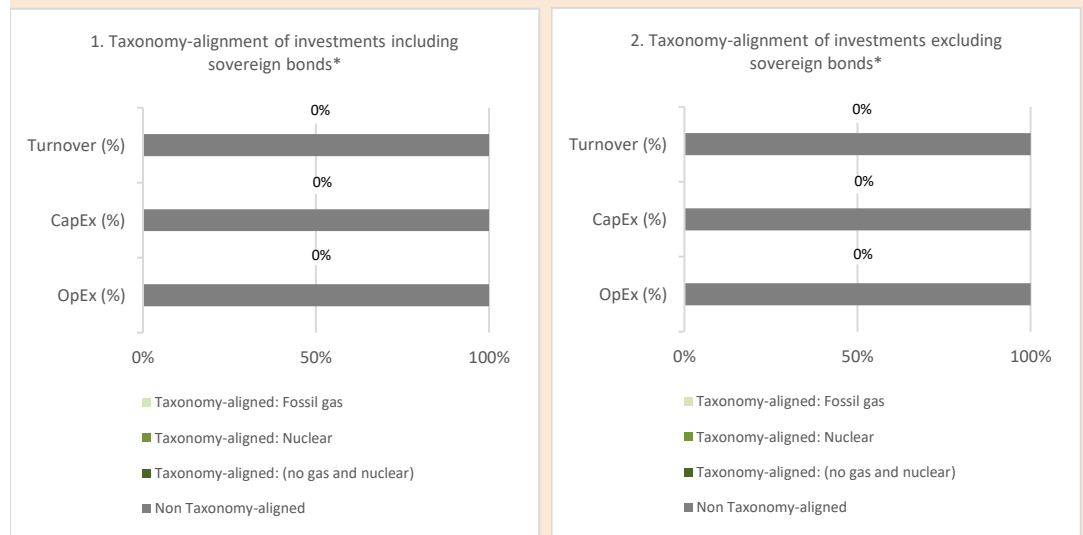 1. Taxonomy-alignment of investments including
sovereign bonds*
0%
Turnover (%)
0%
CapEx (%)
0%
OpEx (%)
0% 50% 100%
Taxonomy-aligned: Fossil gas
Taxonomy-aligned: Nuclear
Taxonomy-aligned: (no gas and nuclear)
Non Taxonomy-aligned
2. Taxonomy-alignment of investments excluding
sovereign bonds*
0%
Turnover (%)
0%
CapEx (%)
0%
OpEx (%)
0% 50% 100%
Taxonomy-aligned: Fossil gas
Taxonomy-aligned: Nuclear
Taxonomy-aligned: (no gas and nuclear)
Non Taxonomy-aligned